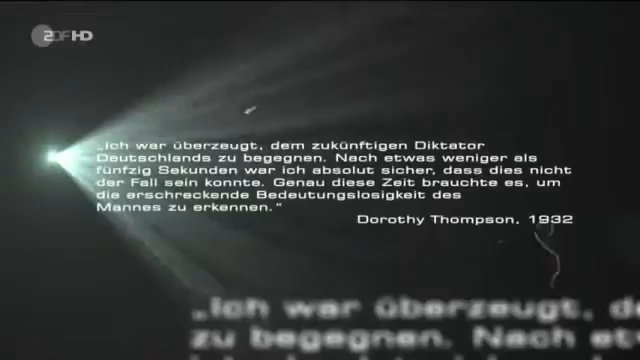 ZDFHD
„Ich war überzeugt, dem zukünftigen Diktator
Deutschlands zu begegnen. Nach etwas weniger als
fünfzig Sekunden war ich absolut sicher, dass dies nicht
der Fall sein konnte. Genau diese Zeit brauchte es, um
die erschreckende Bedeutungslosigkeit des
Mannes zu erkennen."
Dorothy Thompson, 1932
„Ich war überzeugt, de
zu begegnen. Nach et